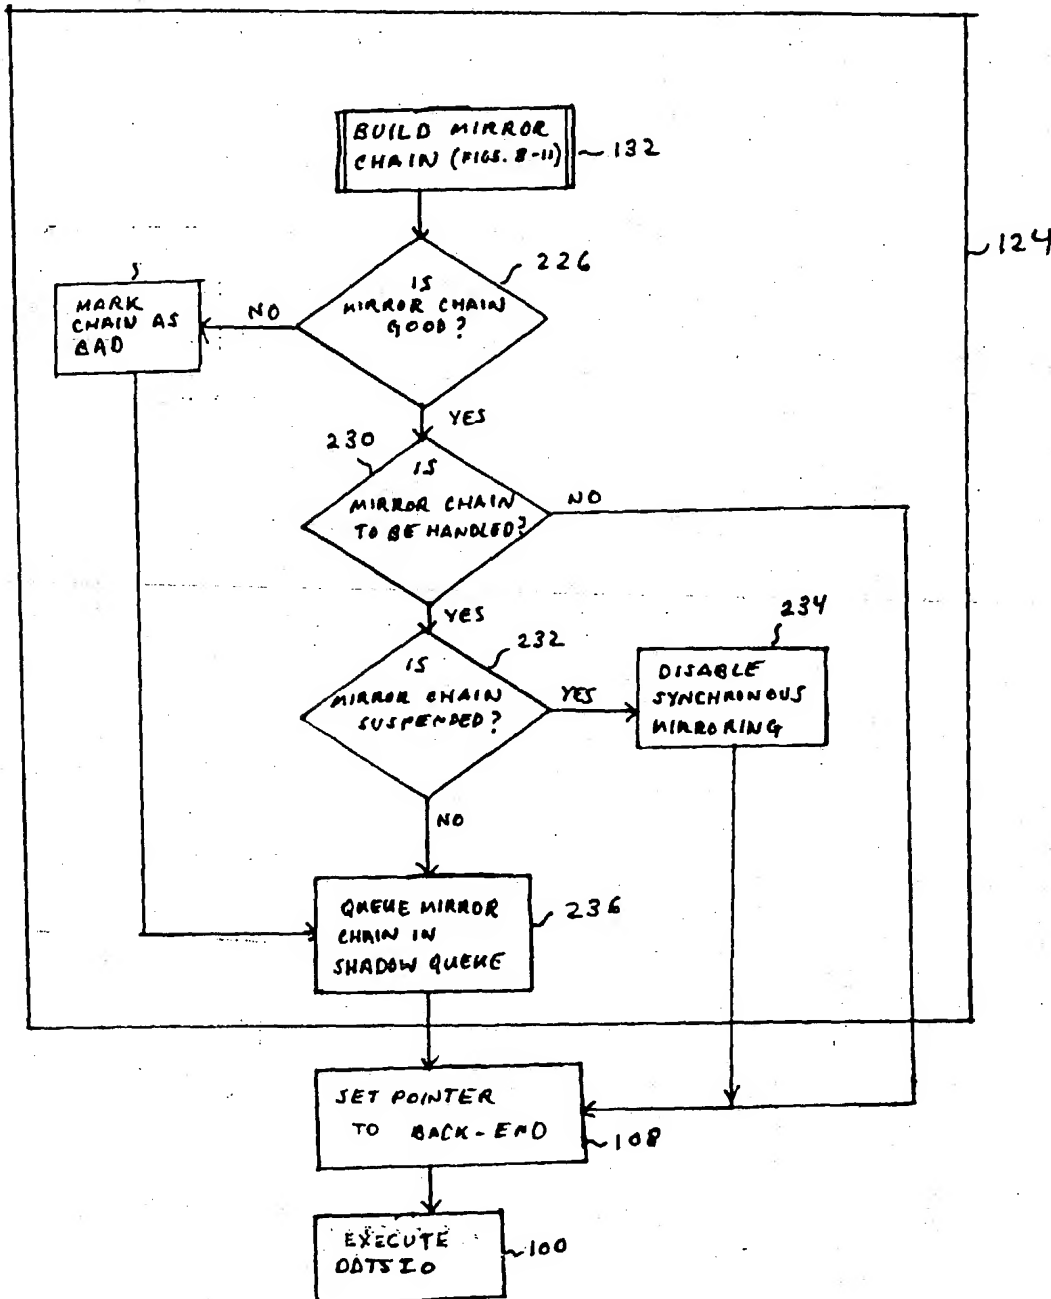 BUILD MIRROR
CHAIN (FIGS. 8-11)
132
124
226
IS
MIRROR CHAIN
GOOD?
NO
MARK
CHAIN AS
BAD
YES
230
IS
MIRROR CHAIN
TO BE HANDLED?
NO
YES
232
IS
MIRROR CHAIN
SUSPENDED?
YES
234
DISABLE
SYNCHRONOUS
MIRRORING
NO
QUEUE MIRROR
CHAIN IN
SHADOW QUEUE
236
SET POINTER
TO BACK-END
108
EXECUTE
DDTSIO
100